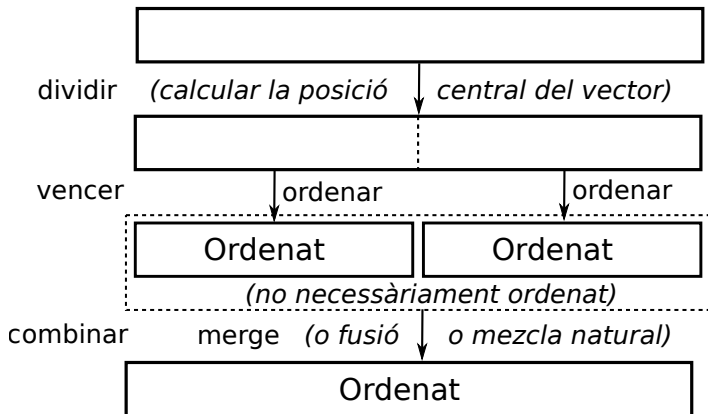 dividir (calcular la posició central del vector)
vencer ordenar ordenar
Ordenat Ordenat
(no necessàriament ordenat)
combinar merge (o fusió o mezcla natural)
Ordenat